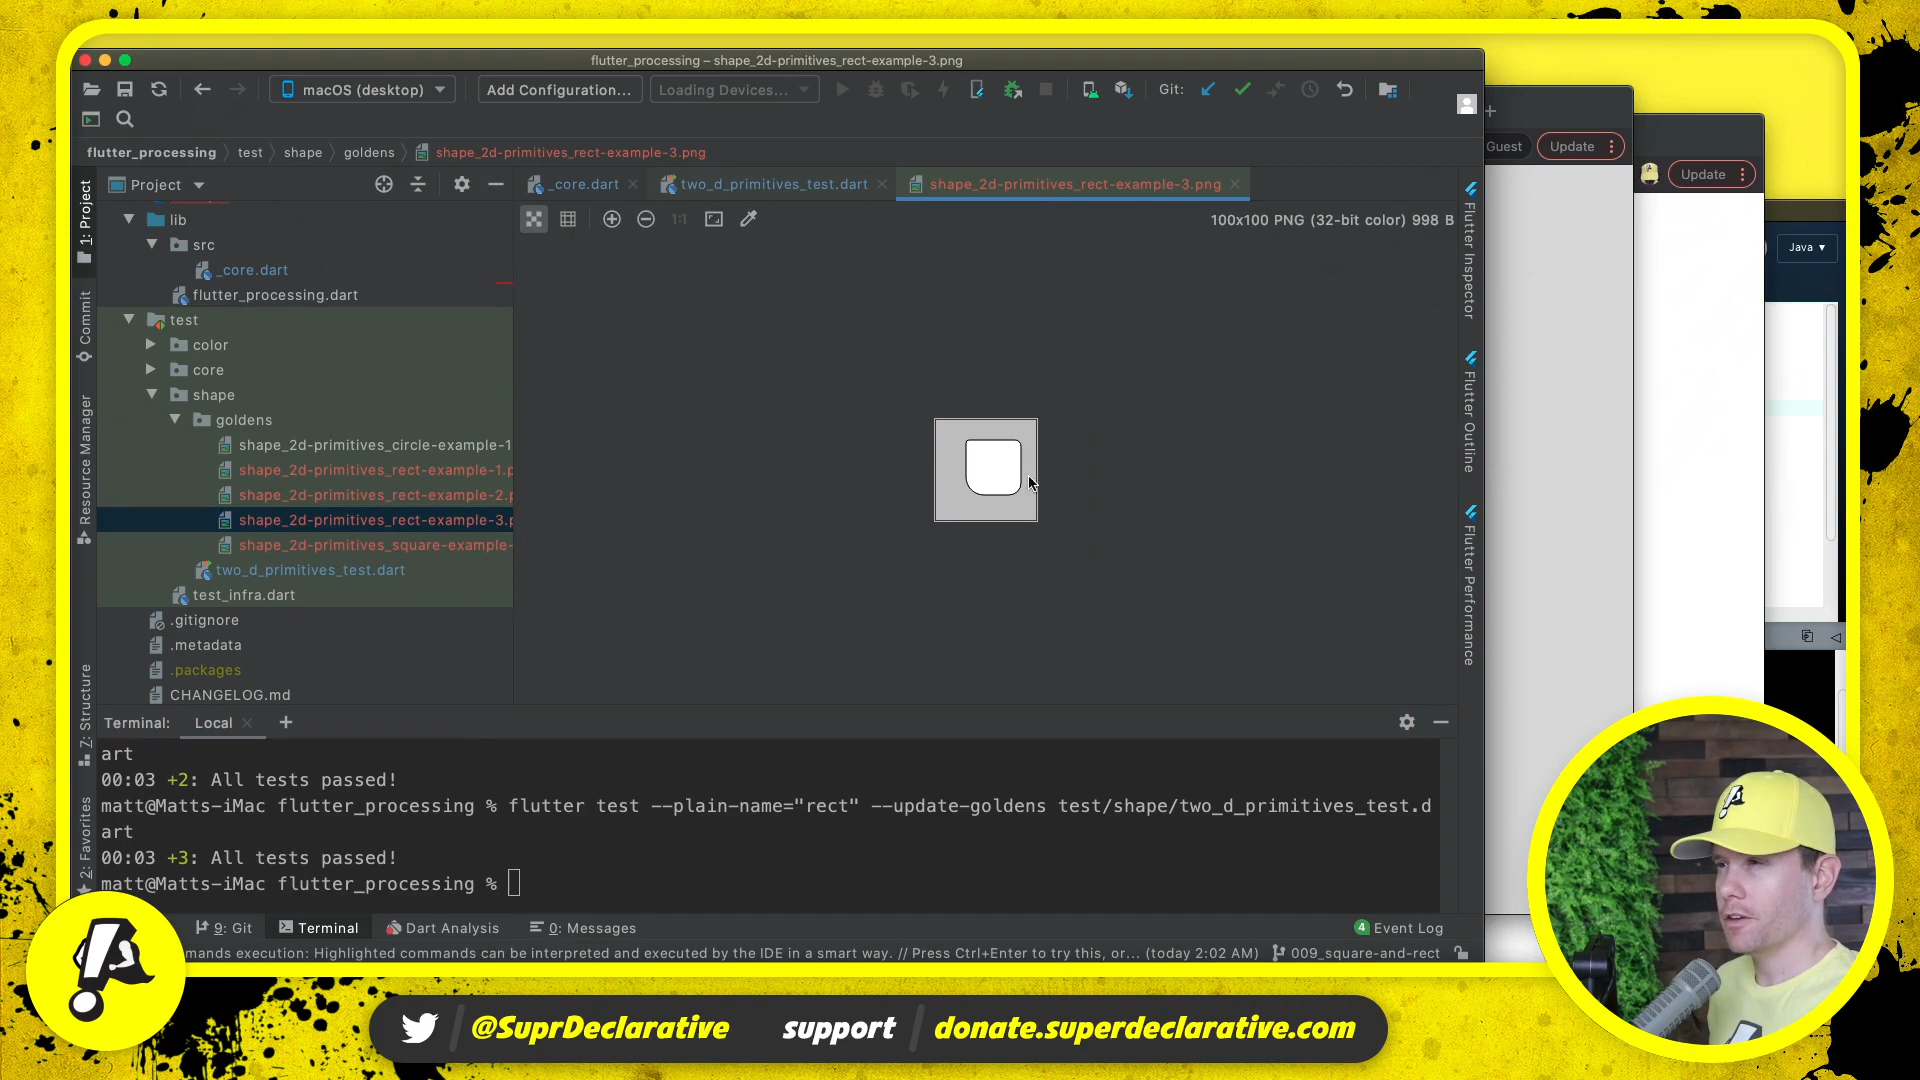 flutter_processing – shape_2d-primitives_rect-example-3.png
macOS (desktop)
Add Configuration...
Loading Devices...
Git:
flutter_processing
test
shape
goldens
shape_2d-primitives_rect-example-3.png
Guest
Update
Update
Java
1: Project
Commit
Resource Manager
7: Structure
2: Favorites
Project
lib
src
_core.dart
flutter_processing.dart
test
color
core
shape
goldens
shape_2d-primitives_circle-example-1
shape_2d-primitives_rect-example-1.p
shape_2d-primitives_rect-example-2.p
shape_2d-primitives_rect-example-3.p
shape_2d-primitives_square-example-
two_d_primitives_test.dart
test_infra.dart
.gitignore
.metadata
.packages
CHANGELOG.md
_core.dart
two_d_primitives_test.dart
shape_2d-primitives_rect-example-3.png
1:1
100x100 PNG (32-bit color) 998 B
Flutter Inspector
Flutter Outline
Flutter Performance
Terminal:
Local
art
00:03 +2: All tests passed!
matt@Matts-iMac flutter_processing % flutter test --plain-name="rect" --update-goldens test/shape/two_d_primitives_test.d
art
00:03 +3: All tests passed!
matt@Matts-iMac flutter_processing %
9: Git
Terminal
Dart Analysis
0: Messages
4 Event Log
mands execution: Highlighted commands can be interpreted and executed by the IDE in a smart way. // Press Ctrl+Enter to try this, or... (today 2:02 AM)
009_square-and-rect
@SuprDeclarative
support
donate.superdeclarative.com